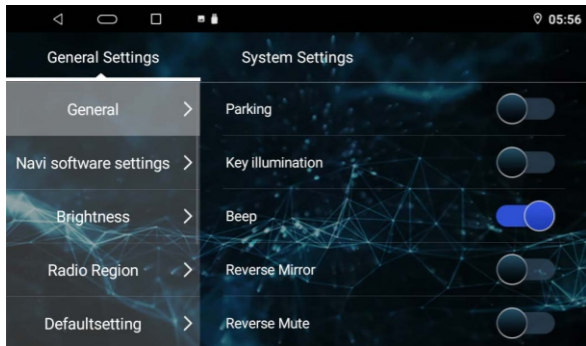 05:56
General Settings
System Settings
General
Parking
Navi software settings
Key illumination
Brightness
Beep
Radio Region
Reverse Mirror
Defaultsetting
Reverse Mute